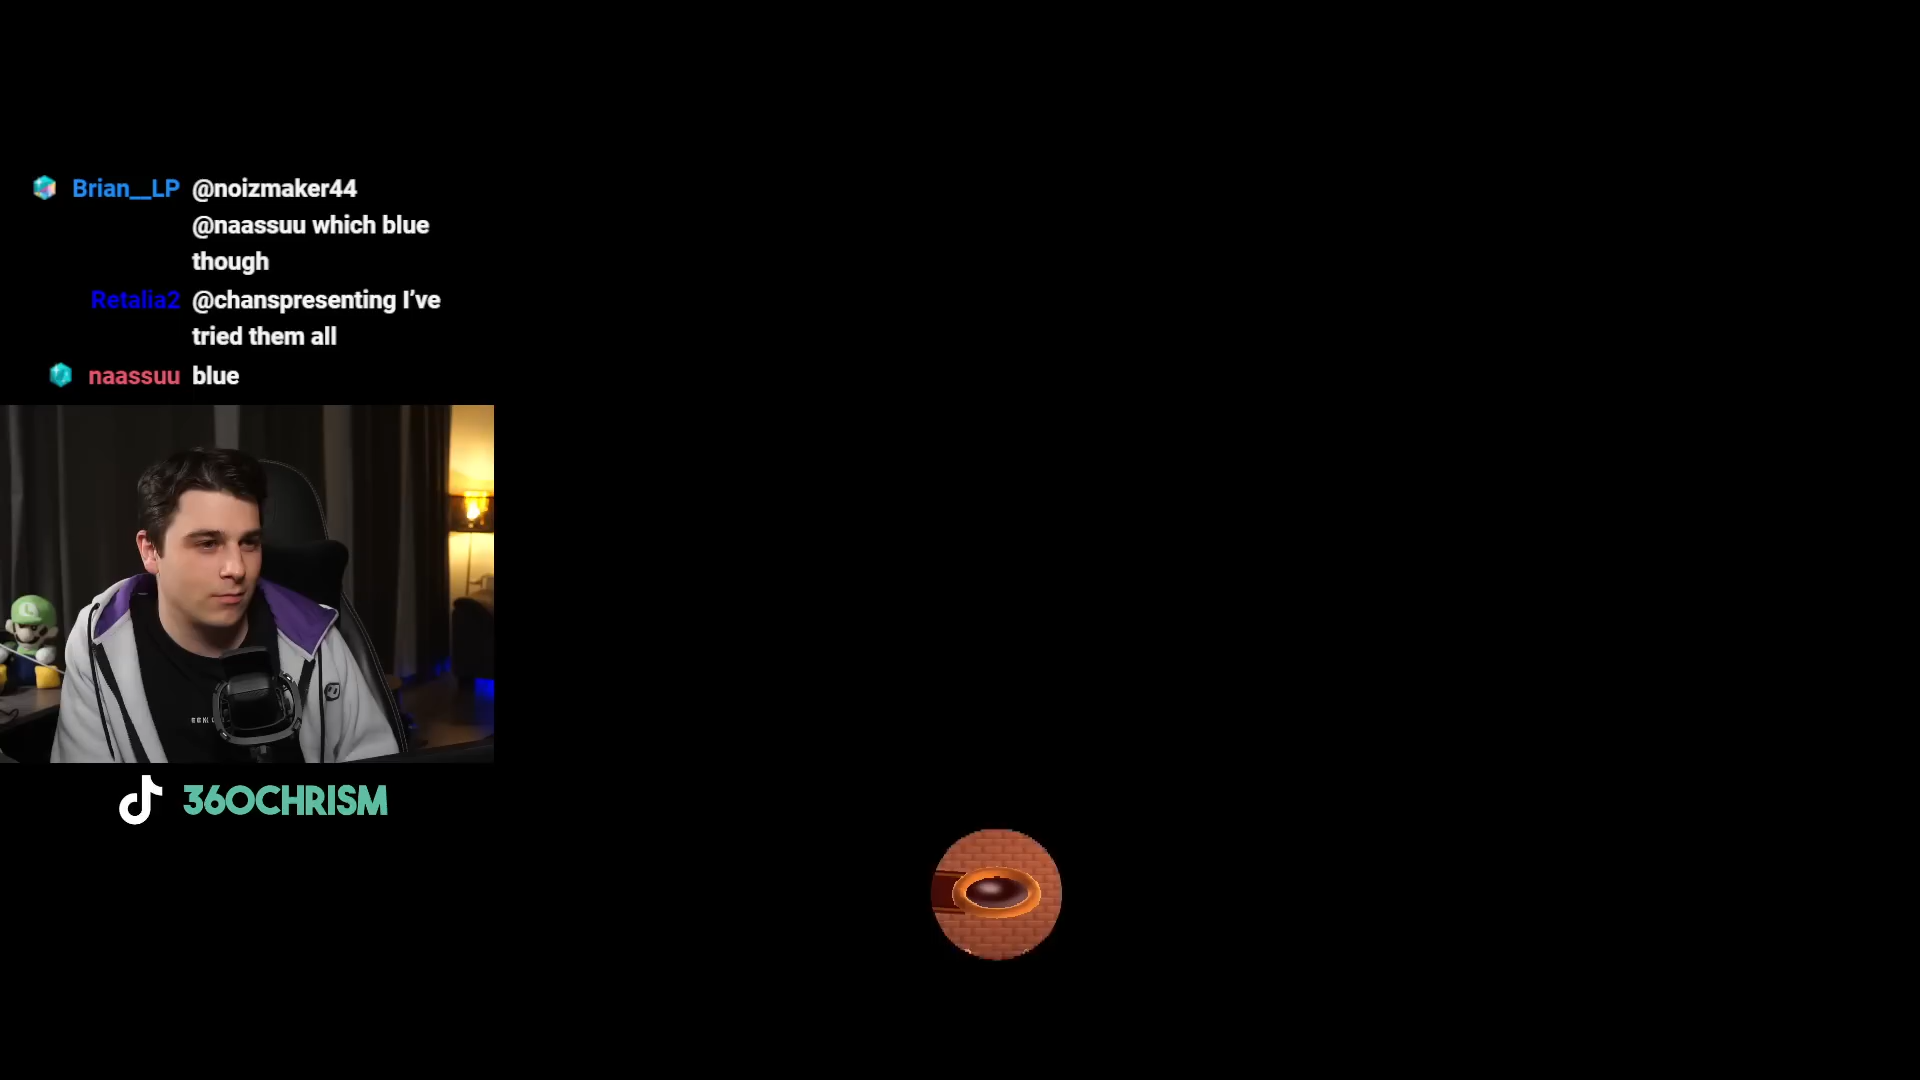 Brian__LP @noizmaker44
@naassuu which blue
though
Retalia2 @chanspresenting I’ve
tried them all
naassuu blue
360CHRISM